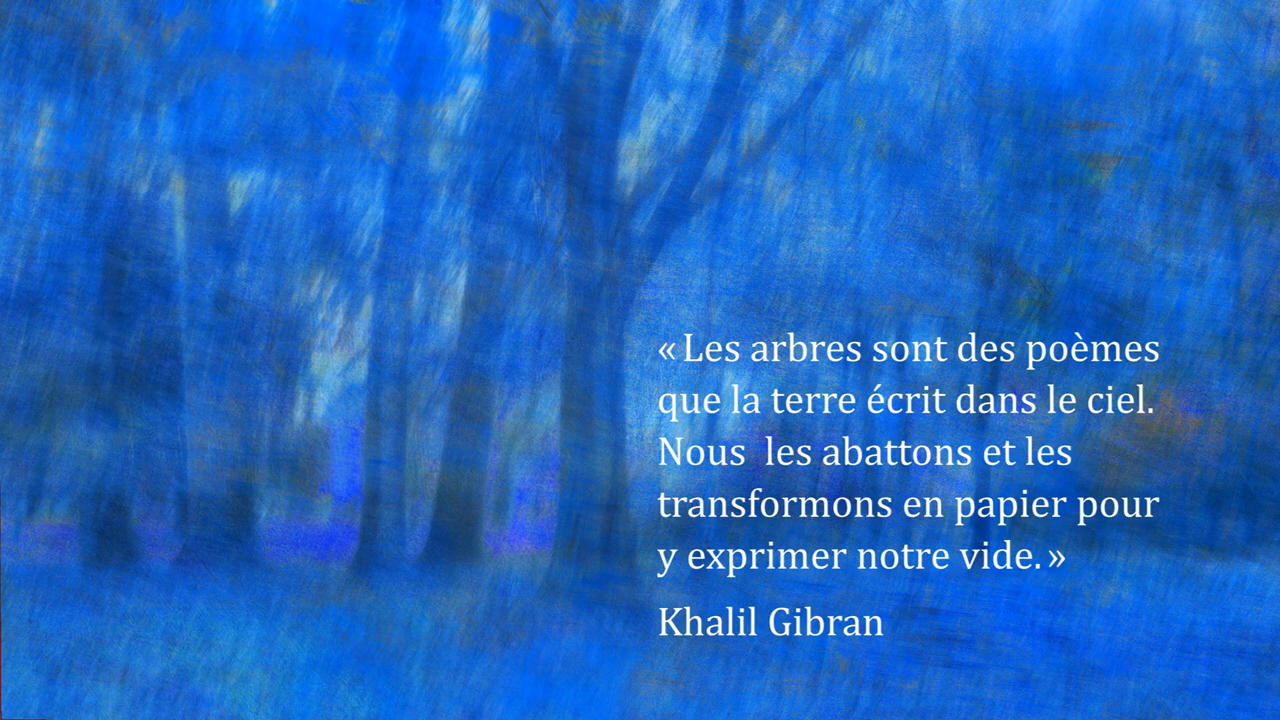 « Les arbres sont des poèmes
que la terre écrit dans le ciel.
Nous  les abattons et les
transformons en papier pour
y exprimer notre vide. »
Khalil Gibran